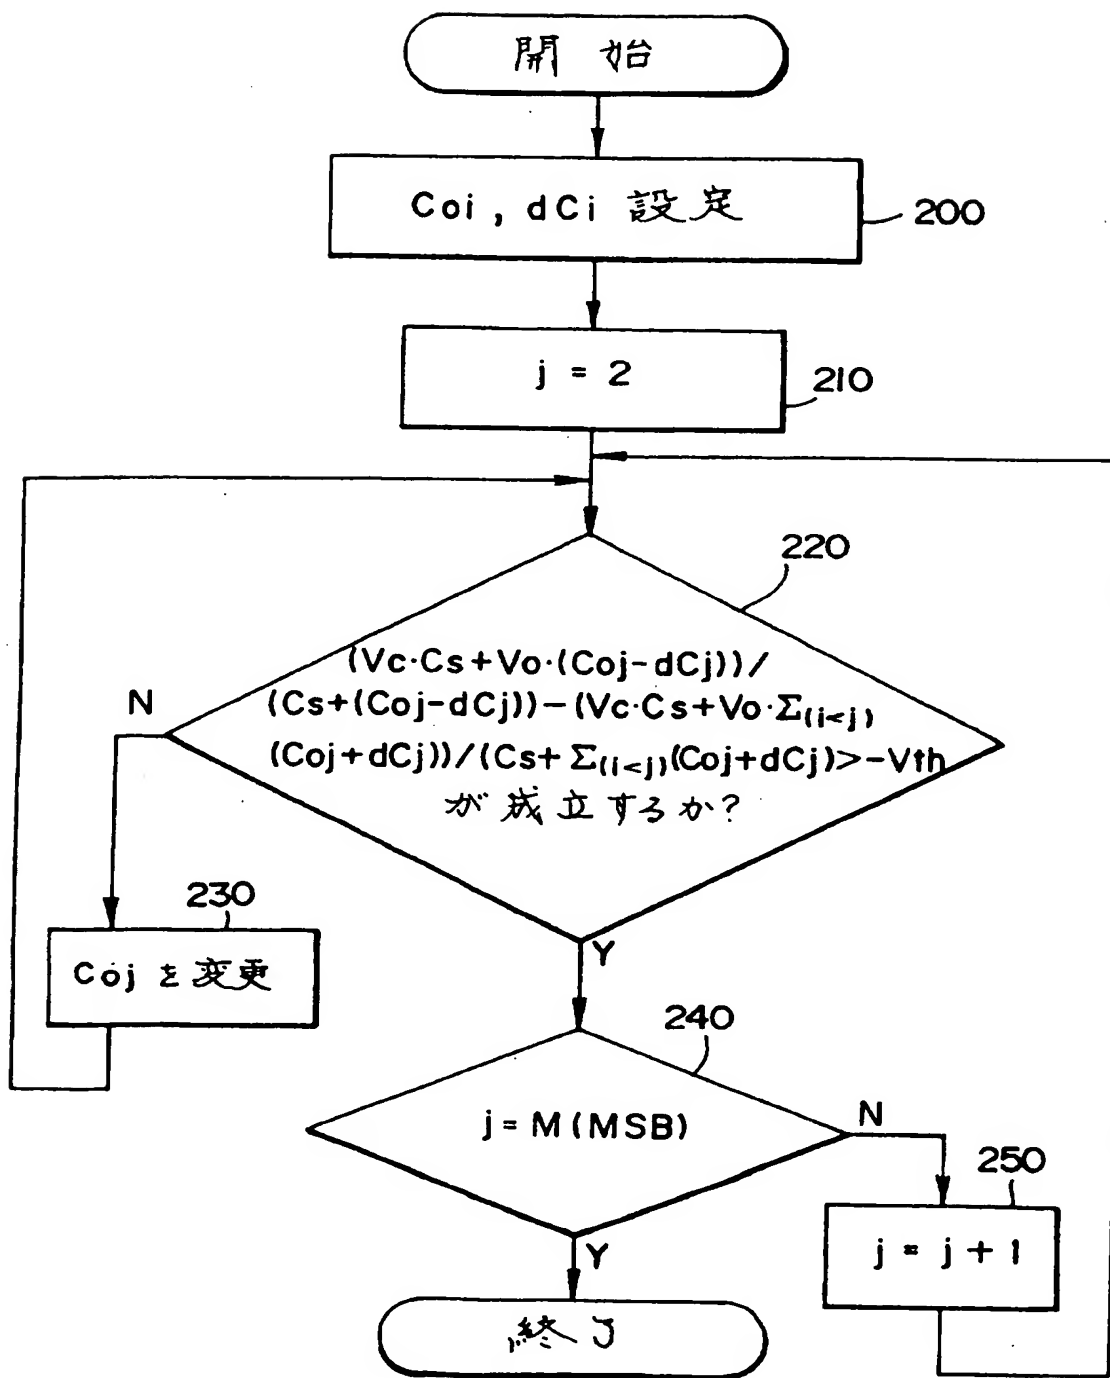 開始
Coi, dCi 設定
200
j = 2
210
220
(Vc·Cs+Vo·(Coj-dCj))/
(Cs+(Coj-dCj))-(Vc·Cs+Vo·Σ(i<j)
(Coj+dCj))/(Cs+Σ(i<j)(Coj+dCj)>-Vth
が成立するか?
N
Y
230
Cojを変更
240
j=M(MSB)
N
Y
250
j = j + 1
終了